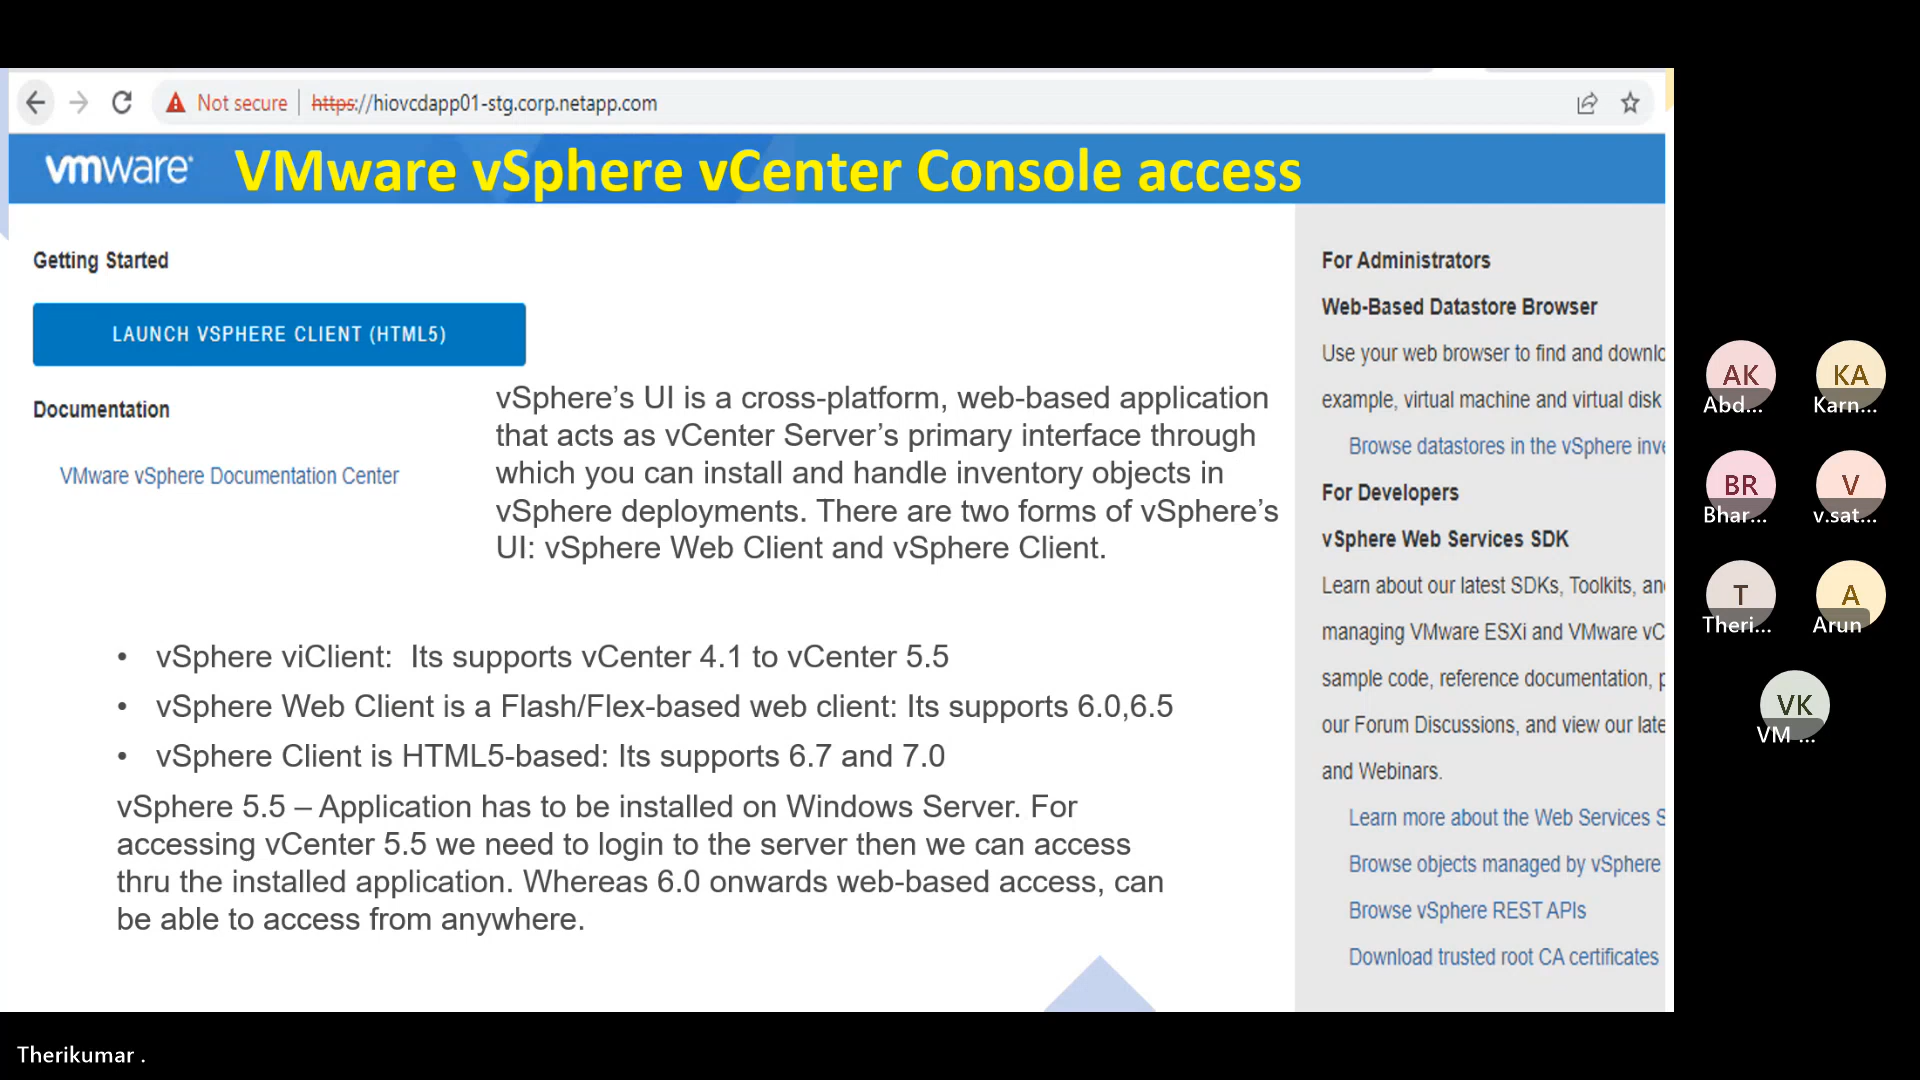 Not secure | https://hiovcdapp01-stg.corp.netapp.com
vmware®
VMware vSphere vCenter Console access
Getting Started
LAUNCH VSPHERE CLIENT (HTML5)
Documentation
VMware vSphere Documentation Center
vSphere’s UI is a cross-platform, web-based application
that acts as vCenter Server’s primary interface through
which you can install and handle inventory objects in
vSphere deployments. There are two forms of vSphere’s
UI: vSphere Web Client and vSphere Client.
• vSphere viClient: Its supports vCenter 4.1 to vCenter 5.5
• vSphere Web Client is a Flash/Flex-based web client: Its supports 6.0,6.5
• vSphere Client is HTML5-based: Its supports 6.7 and 7.0
vSphere 5.5 – Application has to be installed on Windows Server. For
accessing vCenter 5.5 we need to login to the server then we can access
thru the installed application. Whereas 6.0 onwards web-based access, can
be able to access from anywhere.
For Administrators
Web-Based Datastore Browser
Use your web browser to find and downlo
example, virtual machine and virtual disk
Browse datastores in the vSphere inve
For Developers
vSphere Web Services SDK
Learn about our latest SDKs, Toolkits, an
managing VMware ESXi and VMware vC
sample code, reference documentation, p
our Forum Discussions, and view our late
and Webinars.
Learn more about the Web Services S
Browse objects managed by vSphere
Browse vSphere REST APIs
Download trusted root CA certificates
AK
Abd...
KA
Karn...
BR
Bhar...
V
v.sat...
T
Theri...
A
Arun
VK
VM ...
Therikumar .